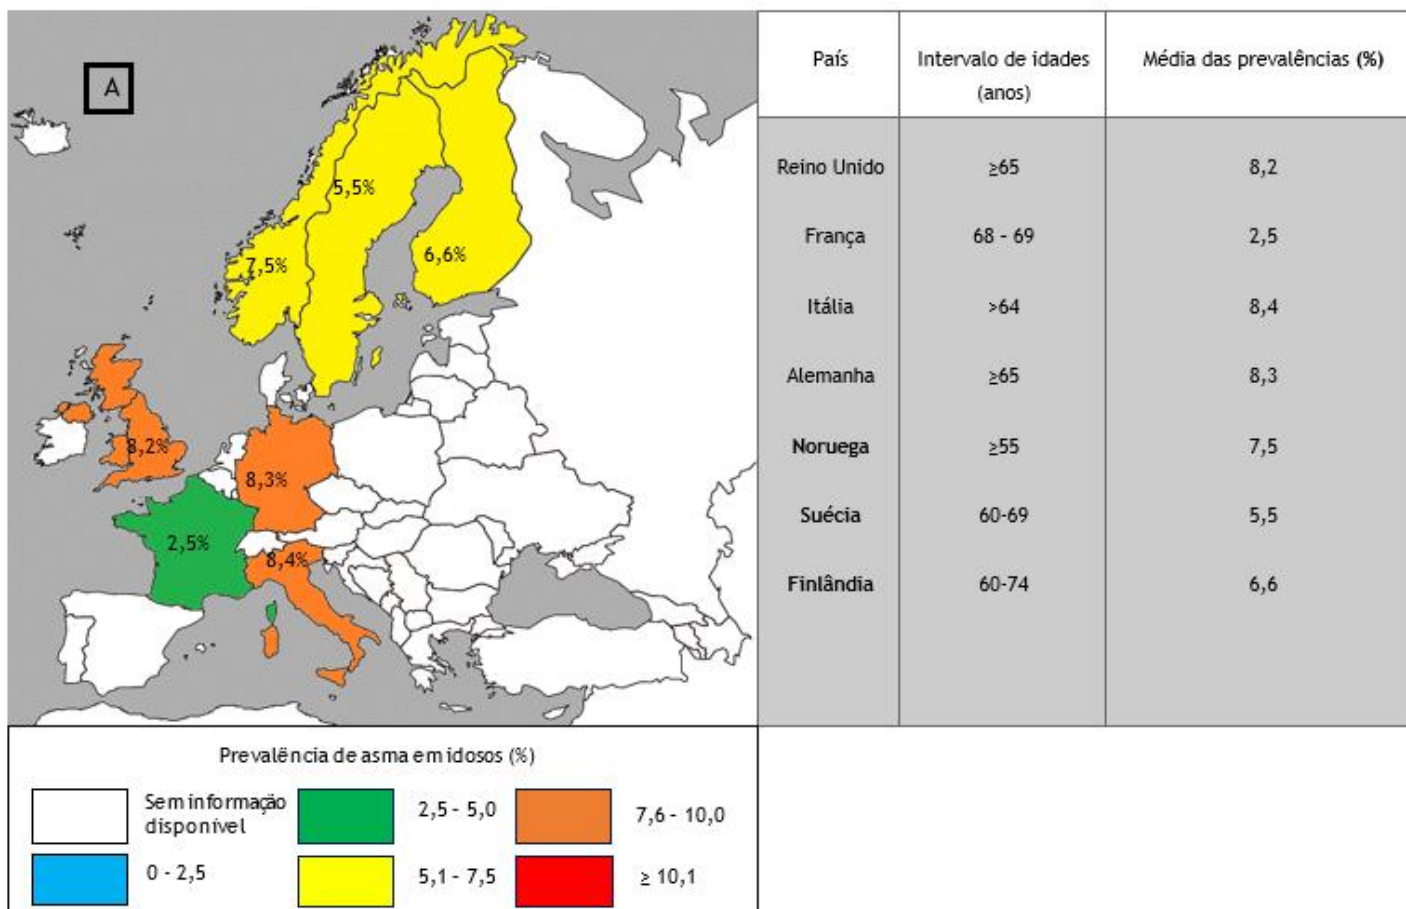 A
5,5%
7,5%
6,6%
8,2%
8,3%
2,5%
8,4%
País
Intervalo de idades
(anos)
Média das prevalências (%)
Reino Unido
≥65
8,2
França
68 - 69
2,5
Itália
>64
8,4
Alemanha
≥65
8,3
Noruega
≥55
7,5
Suécia
60-69
5,5
Finlândia
60-74
6,6
Prevalência de asma em idosos (%)
Sem informação
disponível
2,5 - 5,0
7,6 - 10,0
0 - 2,5
5,1 - 7,5
≥ 10,1